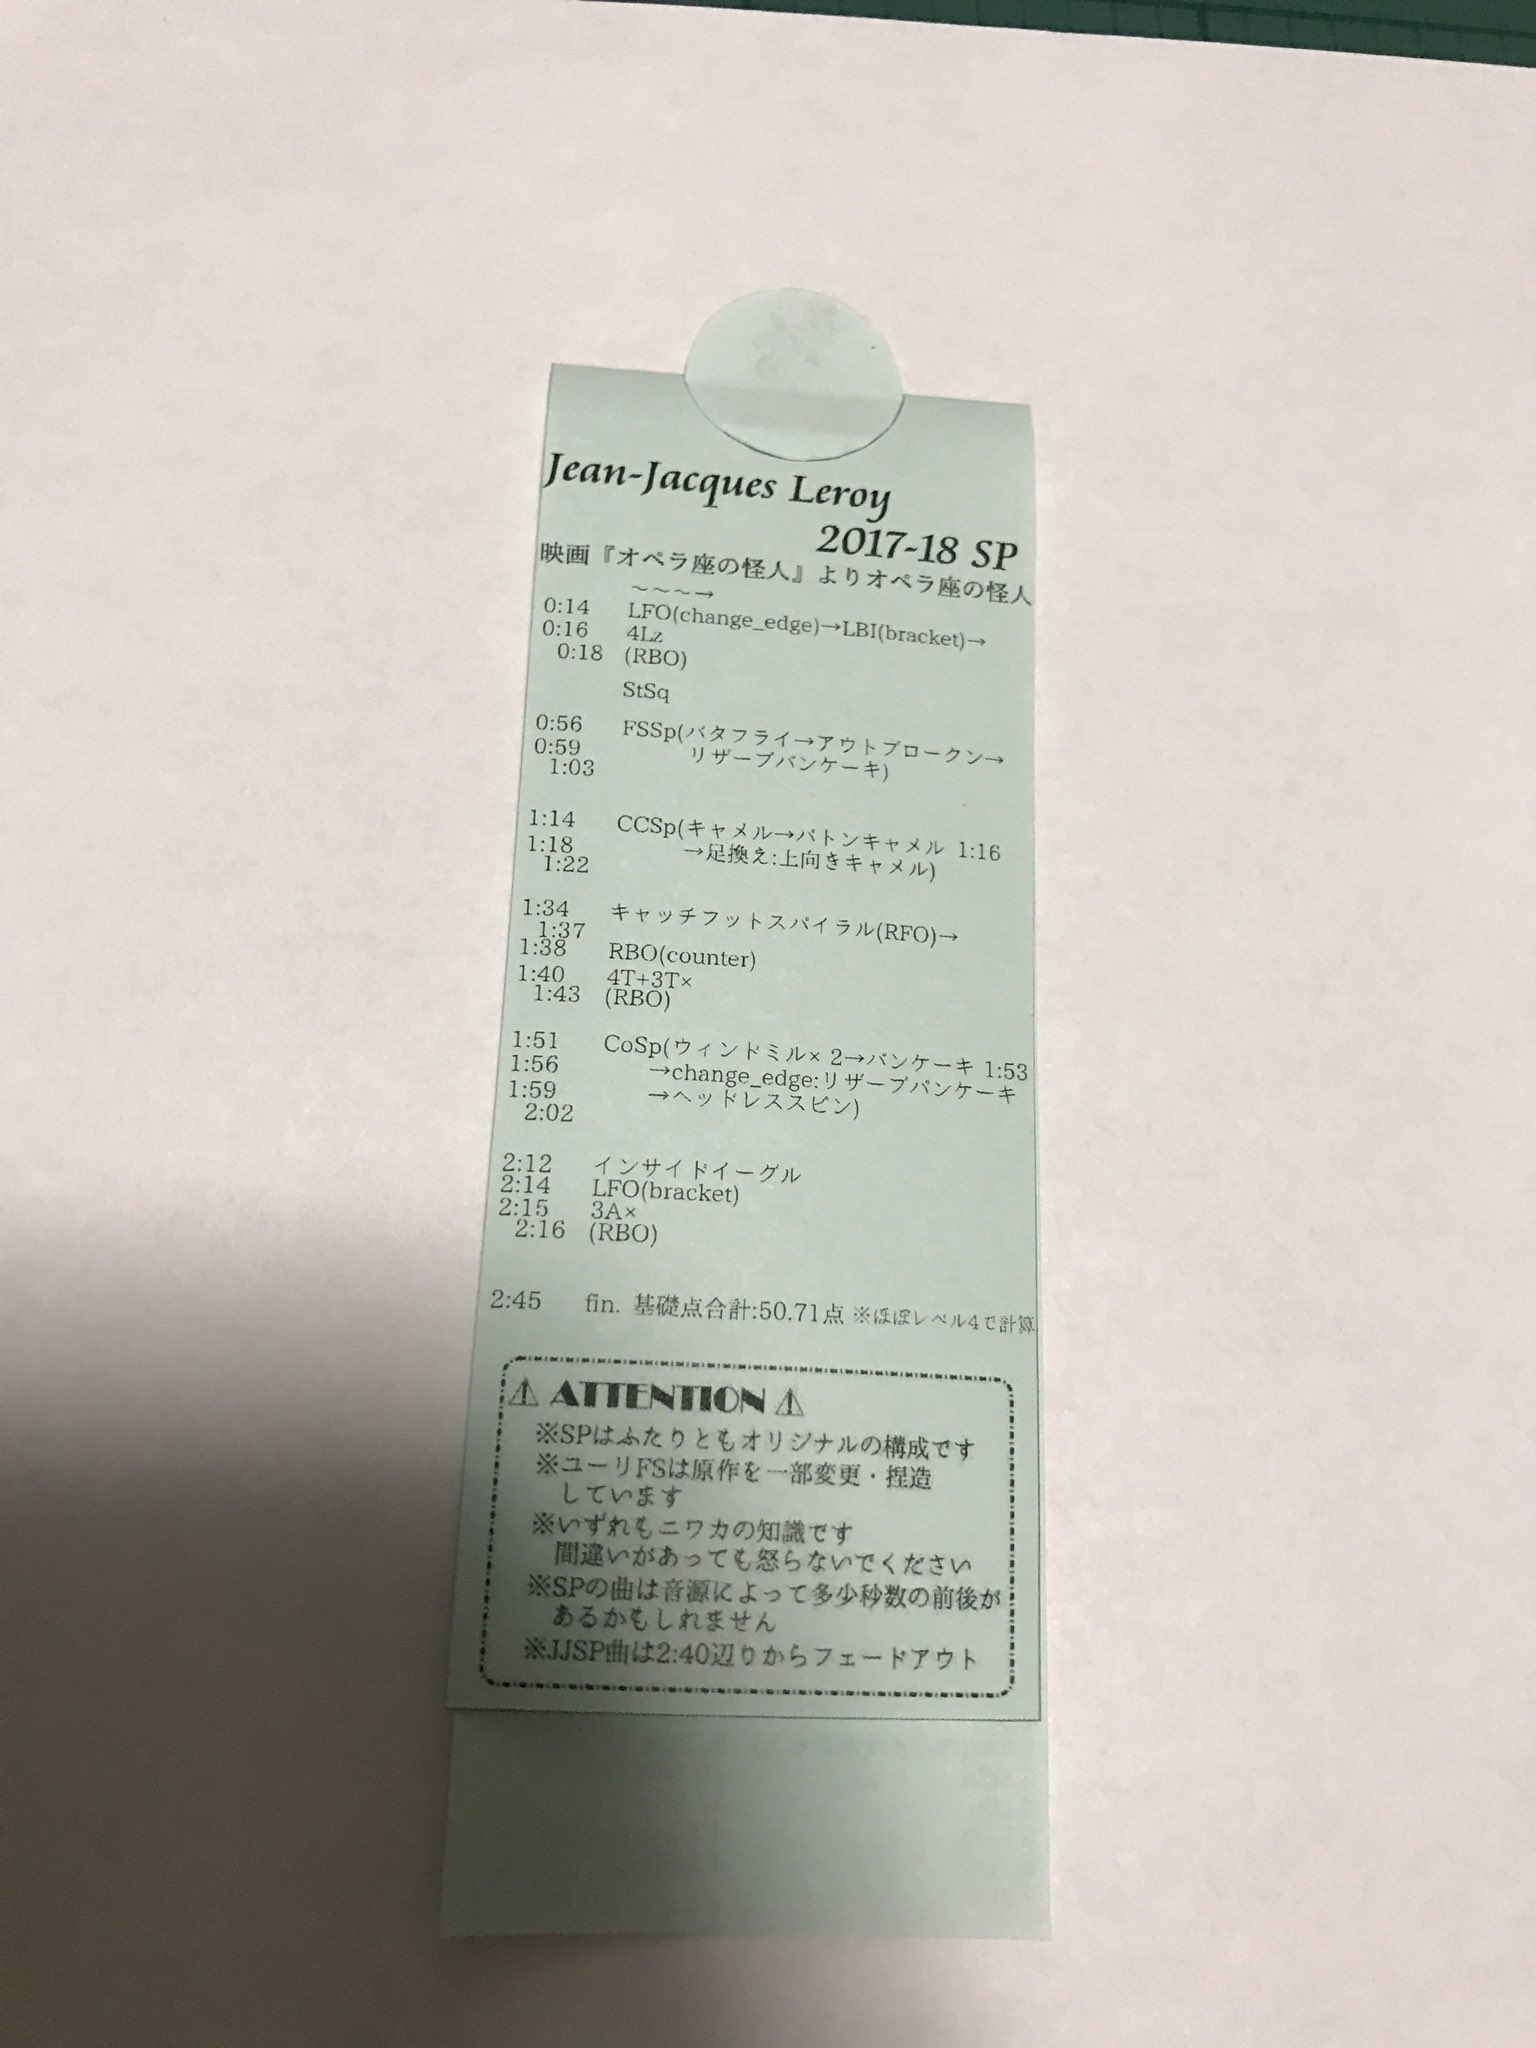 Jean-Jacques Leroy
2017-18 SP
映画『オペラ座の怪人』よりオペラ座の怪人
～～～→
0:14 LFO(change_edge)→LBI(bracket)→
0:16 4Lz
0:18 (RBO)
StSq
0:56 FSSp(バタフライ→アウトブロークン→
0:59 リザーブパンケーキ)
1:03
1:14 CCSp(キャメル→バトンキャメル 1:16
1:18 →足換え:上向きキャメル)
1:22
1:34 キャッチフットスパイラル(RFO)→
1:37
1:38 RBO(counter)
1:40 4T+3T×
1:43 (RBO)
1:51 CoSp(ウィンドミル× 2→パンケーキ 1:53
1:56 →change_edge:リザーブパンケーキ
1:59 →ヘッドレススピン)
2:02
2:12 インサイドイーグル
2:14 LFO(bracket)
2:15 3A×
2:16 (RBO)
2:45 fin. 基礎点合計:50.71点 ※ほぼレベル4で計算
⚠ ATTENTION ⚠
※SPはふたりともオリジナルの構成です
※ユーリFSは原作を一部変更・捏造
しています
※いずれもニワカの知識です
間違いがあっても怒らないでください
※SPの曲は音源によって多少秒数の前後が
あるかもしれません
※JJSP曲は2:40辺りからフェードアウト